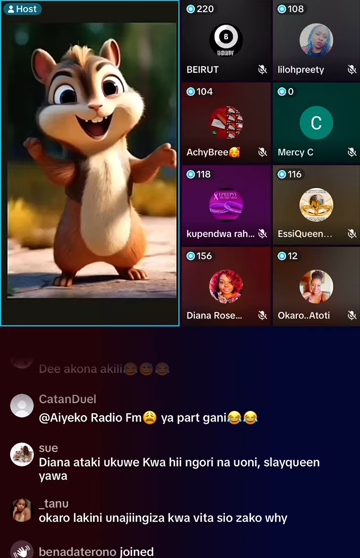 Host
220
108
BEIRUT
lilohpreety
104
0
C
AchyBree🥰
Mercy C
118
116
kupendwa rah...
EssiQueen...
156
12
Diana Rose...
Okaro..Atoti
Dee akona akili😂😅😂
CatanDuel
@Aiyeko Radio Fm😩 ya part gani😂😂
sue
Diana ataki ukuwe Kwa hii ngori na uoni, slayqueen
yawa
_tanu
okaro lakini unajiingiza kwa vita sio zako why
benadaterono joined